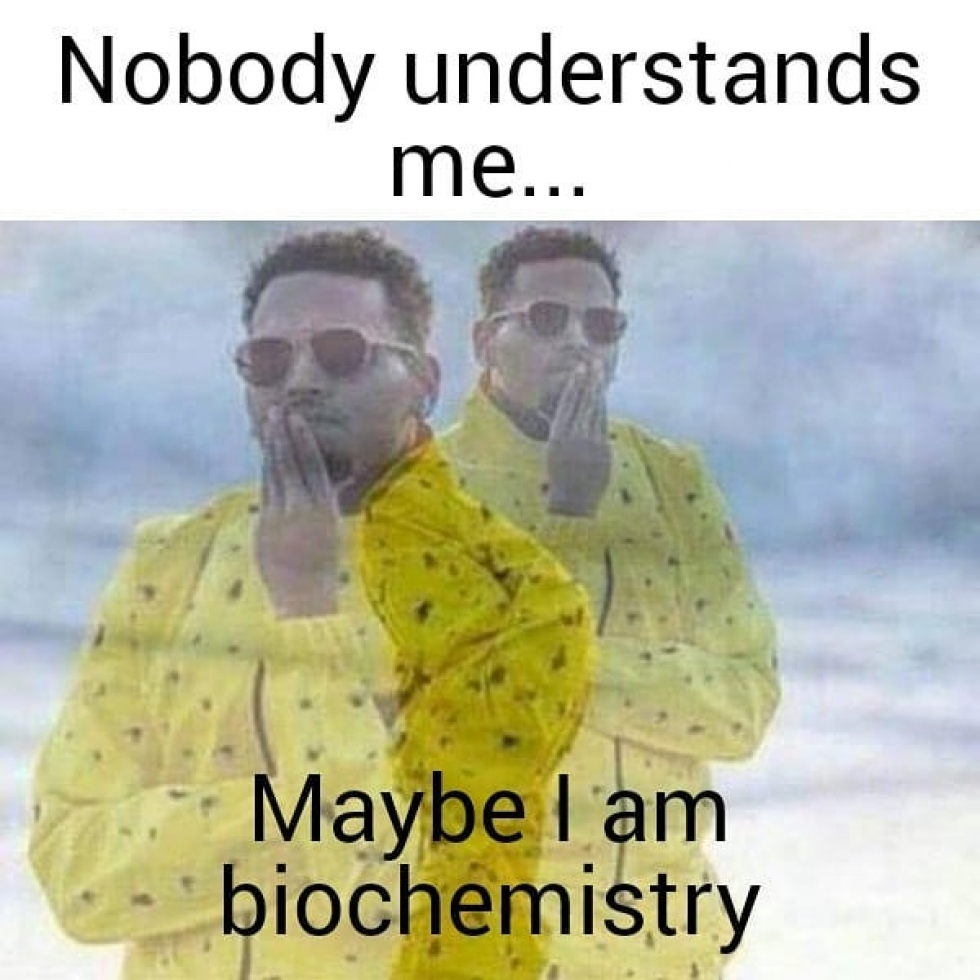 Nobody understands
me...
Maybe I am
biochemistry